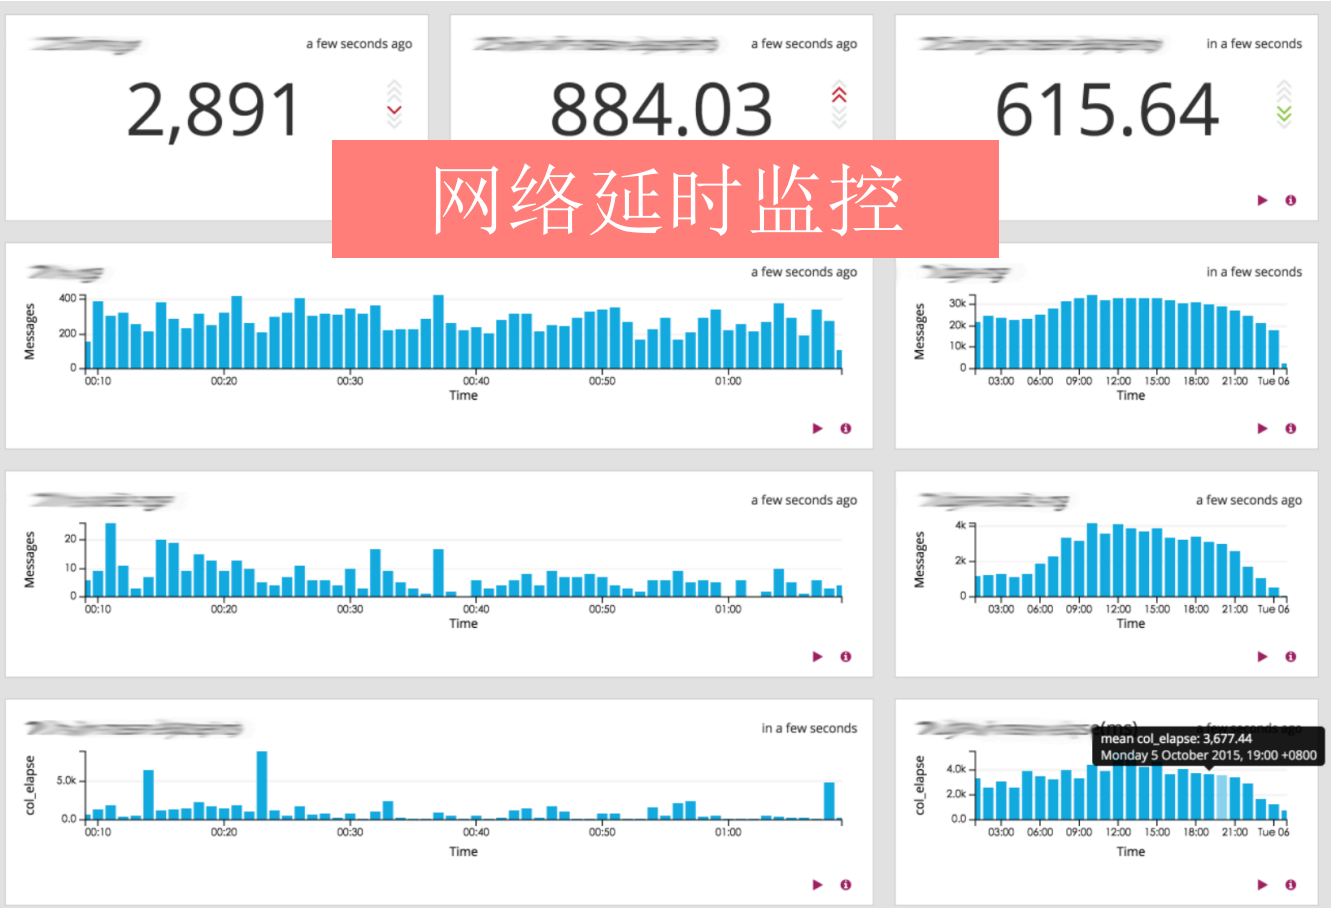 a few seconds ago
a few seconds ago
in a few seconds
2,891
884.03
615.64
网络延时监控
a few seconds ago
Messages
400
200
0
00:10
00:20
00:30
00:40
00:50
01:00
Time
in a few seconds
Messages
30k
20k
10k
0
03:00
06:00
09:00
12:00
15:00
18:00
21:00
Tue 06
Time
a few seconds ago
Messages
20
10
0
00:10
00:20
00:30
00:40
00:50
01:00
Time
a few seconds ago
Messages
4k
2k
0
03:00
06:00
09:00
12:00
15:00
18:00
21:00
Tue 06
Time
in a few seconds
col_elapse
5.0k
0.0
00:10
00:20
00:30
00:40
00:50
01:00
Time
e(ms)
a few seconds ago
mean col_elapse: 3,677.44
Monday 5 October 2015, 19:00 +0800
col_elapse
4.0k
2.0k
0.0
03:00
06:00
09:00
12:00
15:00
18:00
21:00
Tue 06
Time